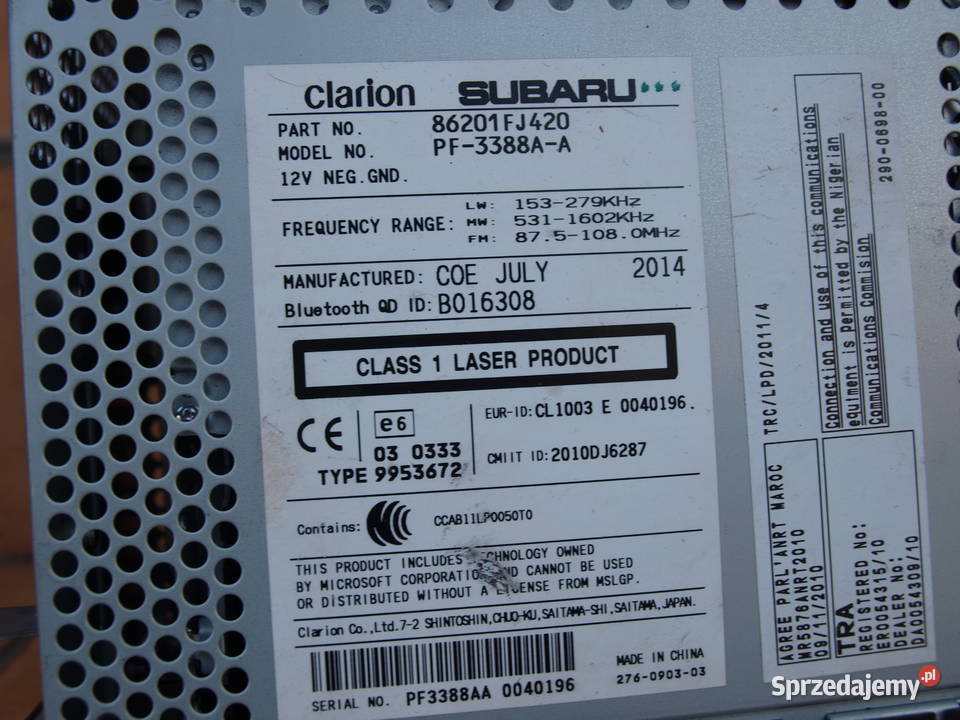 clarion SUBARU
PART NO. 86201FJ420
MODEL NO. PF-3388A-A
12V NEG.GND.
FREQUENCY RANGE: LW: 153-279KHz
MW: 531-1602KHz
FM: 87.5-108.0MHz
MANUFACTURED: COE JULY 2014
Bluetooth QD ID: B016308
CLASS 1 LASER PRODUCT
CE e6 03 0333
TYPE 9953672
EUR-ID: CL1003 E 0040196.
CMIIT ID: 2010DJ6287
Contains: CCAB11LP0050T0
THIS PRODUCT INCLUDES TECHNOLOGY OWNED
BY MICROSOFT CORPORATION AND CANNOT BE USED
OR DISTRIBUTED WITHOUT A LICENSE FROM MSLGP.
Clarion Co.,Ltd.7-2 SHINTOSHIN,CHUO-KU,SAITAMA-SHI,SAITAMA,JAPAN.
MADE IN CHINA
276-0903-03
SERIAL NO. PF3388AA 0040196
TRC/LPD/2011/4
connection and use of this communications
equiment is permitted by the Nigerian
Communications Commision
290-0698-00
AGREE PARL'ANRT MAROC
MR5878ANRT2010
09/11/2010
TRA
REGISTERED No:
ER0054315/10
DEALER No:
DA0054309/10
Sprzedajemy.pl